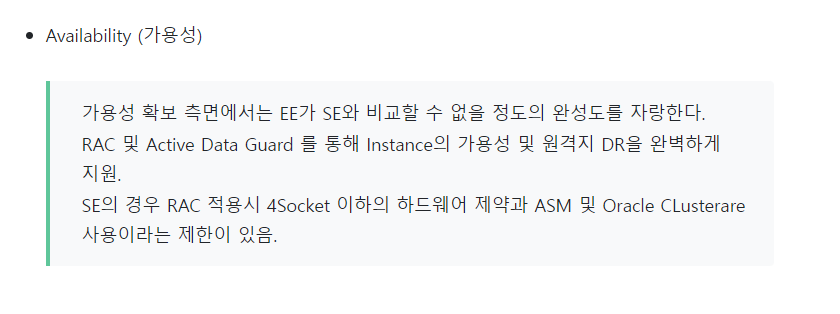 Availability (가용성)
가용성 확보 측면에서는 EE가 SE와 비교할 수 없을 정도의 완성도를 자랑한다.
RAC 및 Active Data Guard 를 통해 Instance의 가용성 및 원격지 DR을 완벽하게
지원.
SE의 경우 RAC 적용시 4Socket 이하의 하드웨어 제약과 ASM 및 Oracle CLusterare
사용이라는 제한이 있음.